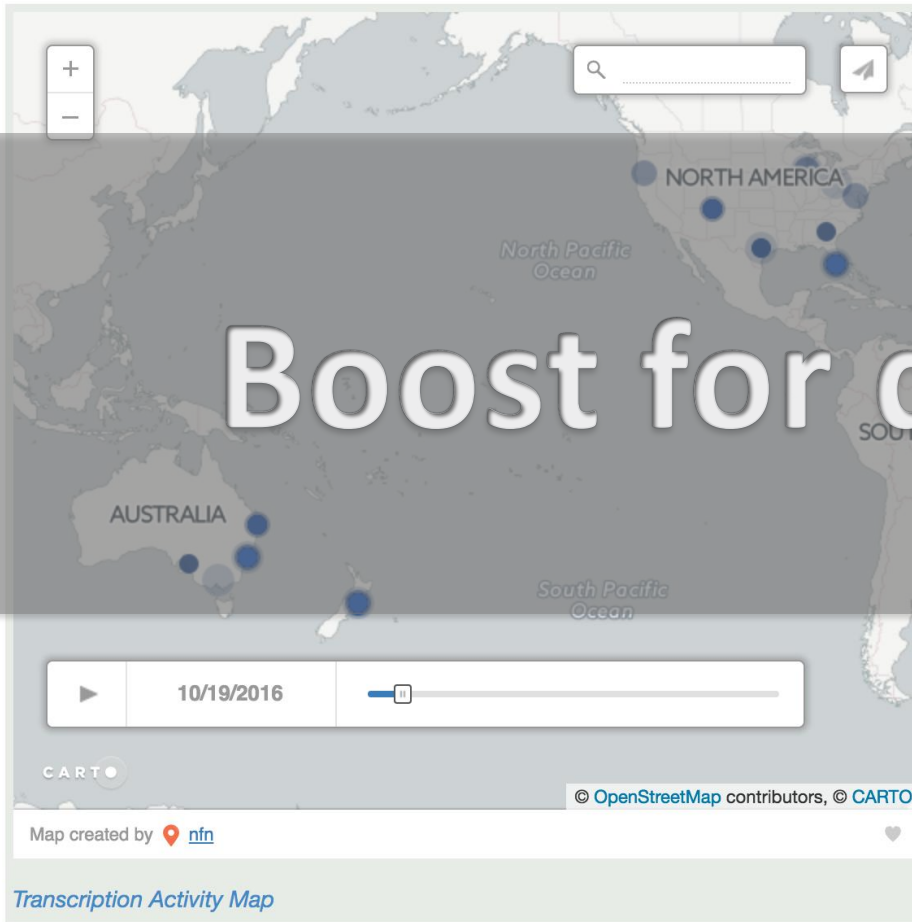 +
−
NORTH AMERICA
North Pacific
Ocean
Boost for
AUSTRALIA
South Pacific
Ocean
10/19/2016
CARTO
© OpenStreetMap contributors, © CARTO
Map created by nfn
Transcription Activity Map